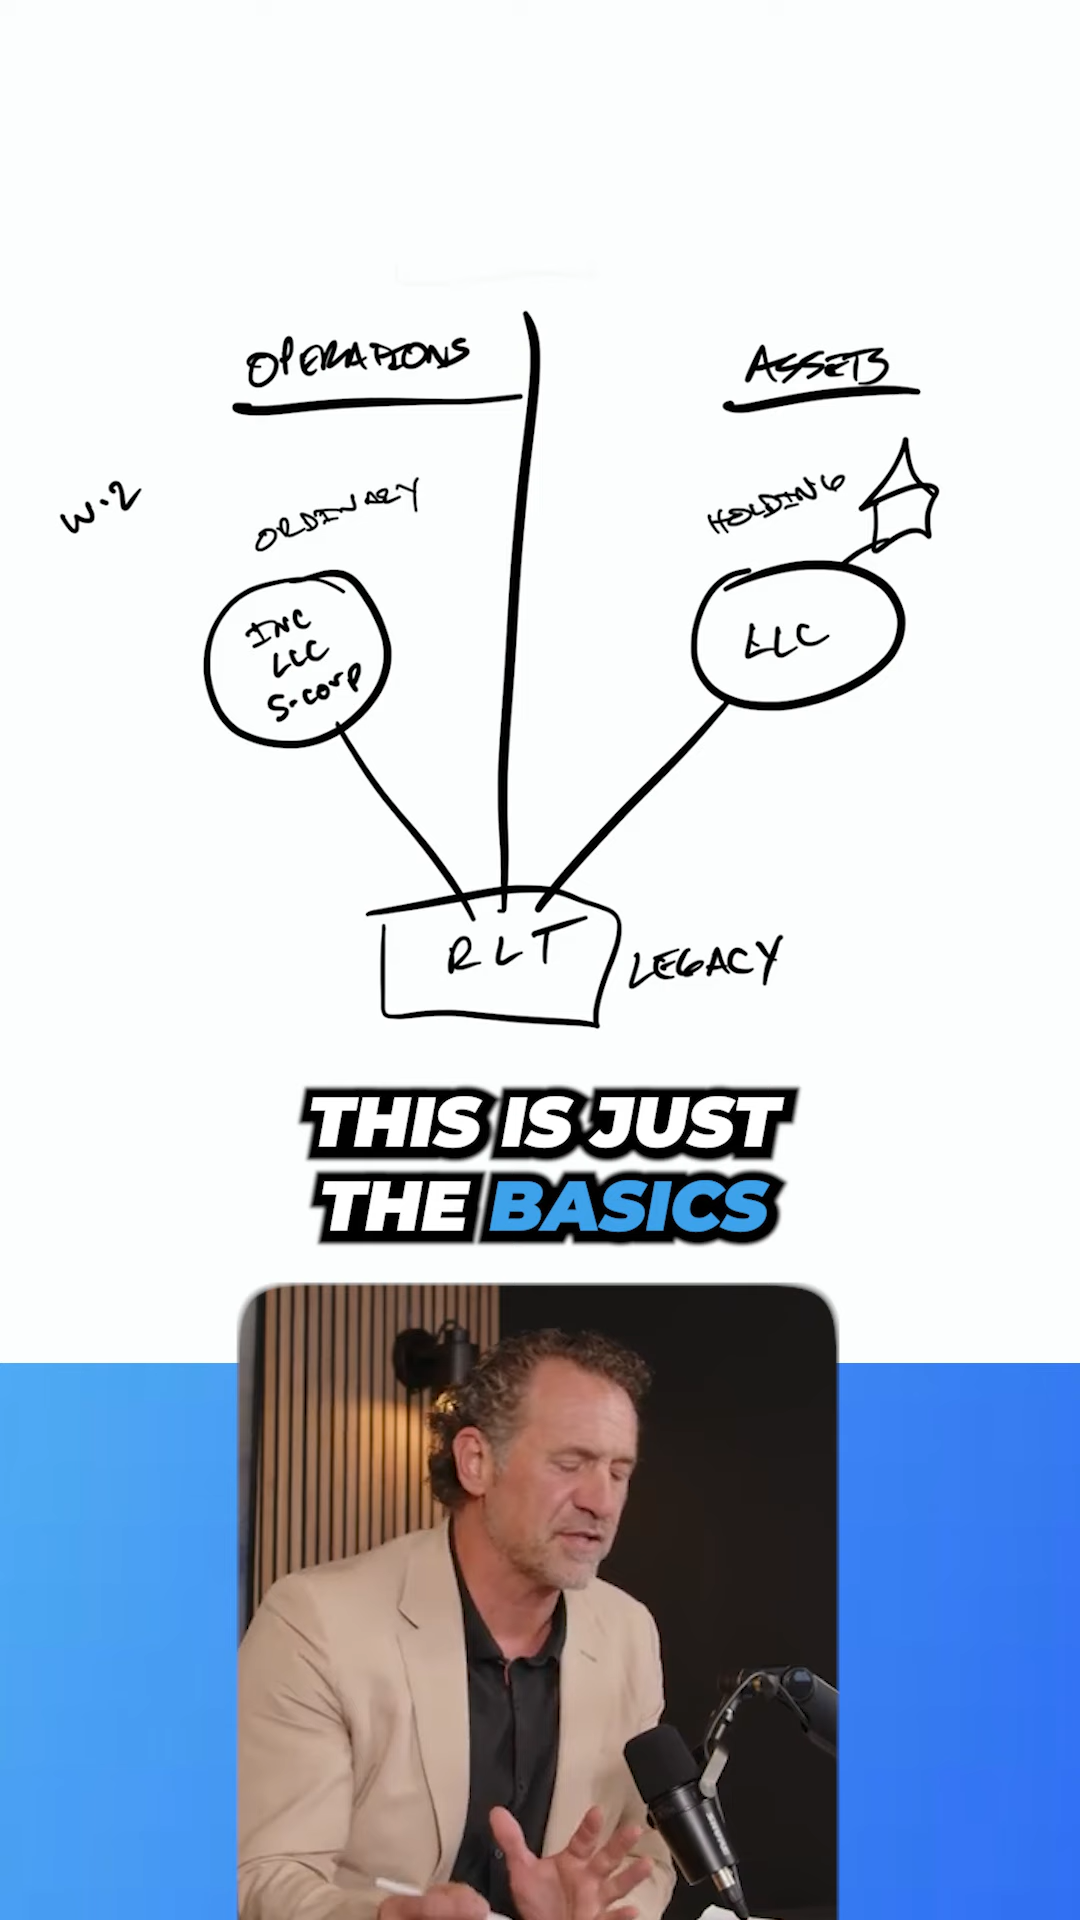 OPERATIONS
ASSETS
W-2
ORDINARY
HOLDING
INC
LLC
S-corp
LLC
RLT
LEGACY
THIS IS JUST
THE BASICS